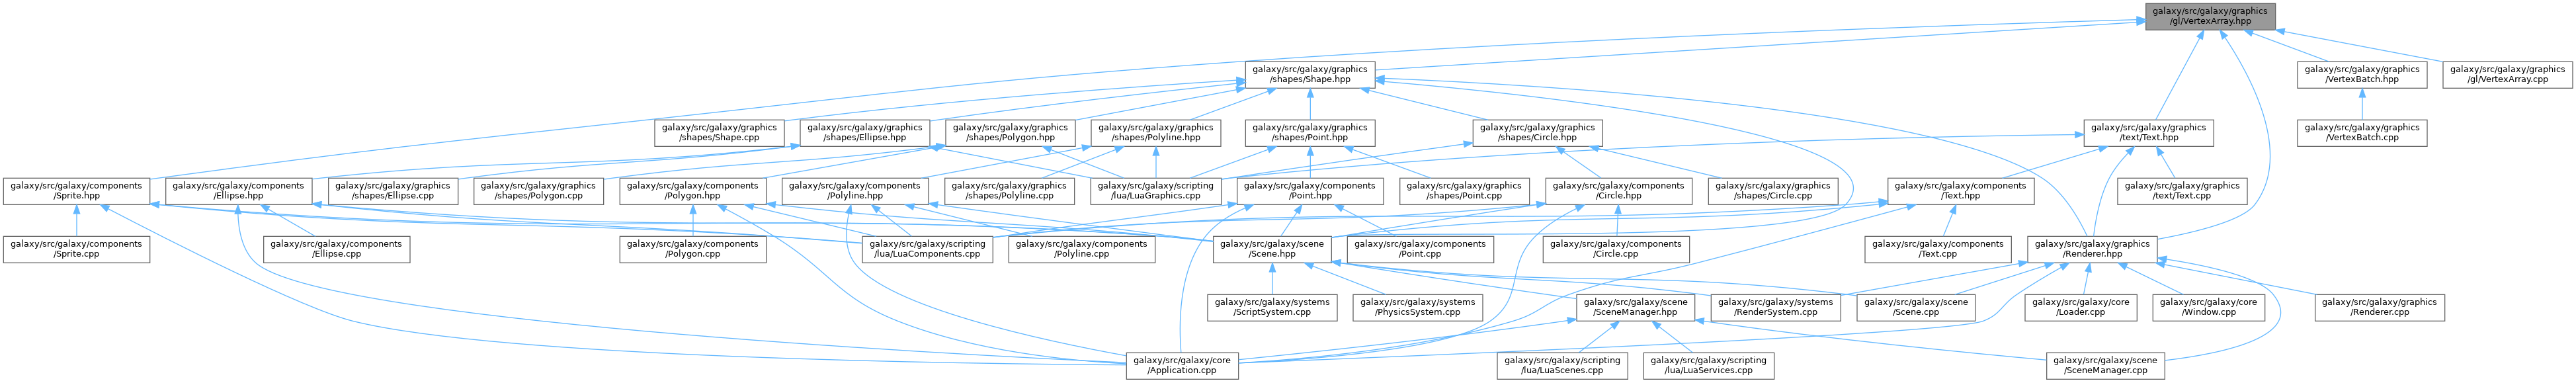 galaxy/src/galaxy/graphics
/gl/VertexArray.hpp
galaxy/src/galaxy/graphics
/shapes/Shape.hpp
galaxy/src/galaxy/graphics
/VertexBatch.hpp
galaxy/src/galaxy/graphics
/gl/VertexArray.cpp
galaxy/src/galaxy/graphics
/shapes/Shape.cpp
galaxy/src/galaxy/graphics
/shapes/Ellipse.hpp
galaxy/src/galaxy/graphics
/shapes/Polygon.hpp
galaxy/src/galaxy/graphics
/shapes/Polyline.hpp
galaxy/src/galaxy/graphics
/shapes/Point.hpp
galaxy/src/galaxy/graphics
/shapes/Circle.hpp
galaxy/src/galaxy/graphics
/text/Text.hpp
galaxy/src/galaxy/graphics
/VertexBatch.cpp
galaxy/src/galaxy/components
/Sprite.hpp
galaxy/src/galaxy/components
/Ellipse.hpp
galaxy/src/galaxy/graphics
/shapes/Ellipse.cpp
galaxy/src/galaxy/graphics
/shapes/Polygon.cpp
galaxy/src/galaxy/components
/Polygon.hpp
galaxy/src/galaxy/components
/Polyline.hpp
galaxy/src/galaxy/graphics
/shapes/Polyline.cpp
galaxy/src/galaxy/scripting
/lua/LuaGraphics.cpp
galaxy/src/galaxy/components
/Point.hpp
galaxy/src/galaxy/graphics
/shapes/Point.cpp
galaxy/src/galaxy/components
/Circle.hpp
galaxy/src/galaxy/graphics
/shapes/Circle.cpp
galaxy/src/galaxy/components
/Text.hpp
galaxy/src/galaxy/graphics
/text/Text.cpp
galaxy/src/galaxy/components
/Sprite.cpp
galaxy/src/galaxy/components
/Ellipse.cpp
galaxy/src/galaxy/components
/Polygon.cpp
galaxy/src/galaxy/scripting
/lua/LuaComponents.cpp
galaxy/src/galaxy/components
/Polyline.cpp
galaxy/src/galaxy/scene
/Scene.hpp
galaxy/src/galaxy/components
/Point.cpp
galaxy/src/galaxy/components
/Circle.cpp
galaxy/src/galaxy/components
/Text.cpp
galaxy/src/galaxy/graphics
/Renderer.hpp
galaxy/src/galaxy/systems
/ScriptSystem.cpp
galaxy/src/galaxy/systems
/PhysicsSystem.cpp
galaxy/src/galaxy/scene
/SceneManager.hpp
galaxy/src/galaxy/systems
/RenderSystem.cpp
galaxy/src/galaxy/scene
/Scene.cpp
galaxy/src/galaxy/core
/Loader.cpp
galaxy/src/galaxy/core
/Window.cpp
galaxy/src/galaxy/graphics
/Renderer.cpp
galaxy/src/galaxy/core
/Application.cpp
galaxy/src/galaxy/scripting
/lua/LuaScenes.cpp
galaxy/src/galaxy/scripting
/lua/LuaServices.cpp
galaxy/src/galaxy/scene
/SceneManager.cpp